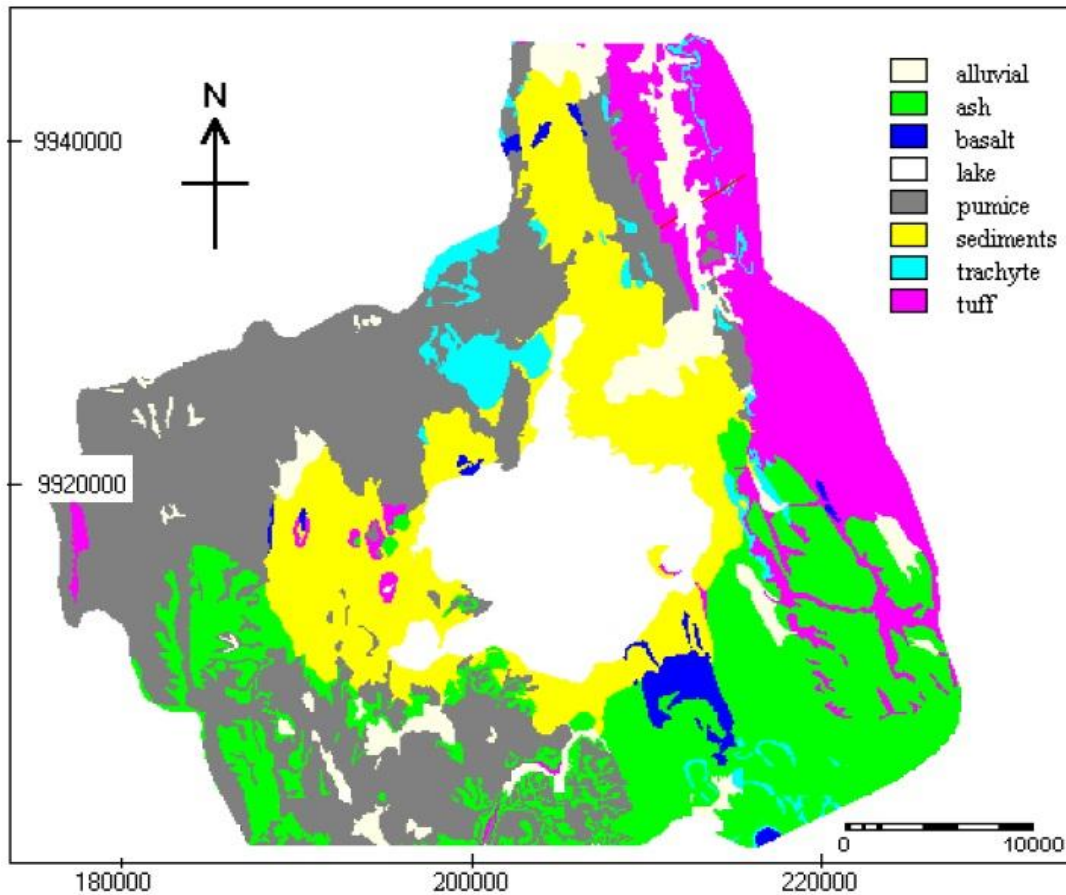 N
9940000
9920000
alluvial
ash
basalt
lake
pumice
sediments
trachyte
tuff
0 10000
180000 200000 220000